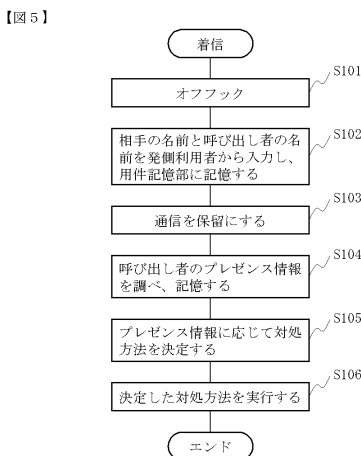 【図５】
着信
S101
オフフック
S102
相手の名前と呼び出し者の名
前を発側利用者から入力し、
用件記憶部に記憶する
S103
通信を保留にする
S104
呼び出し者のプレゼンス情報
を調べ、記憶する
S105
プレゼンス情報に応じて対処
方法を決定する
S106
決定した対処方法を実行する
エンド